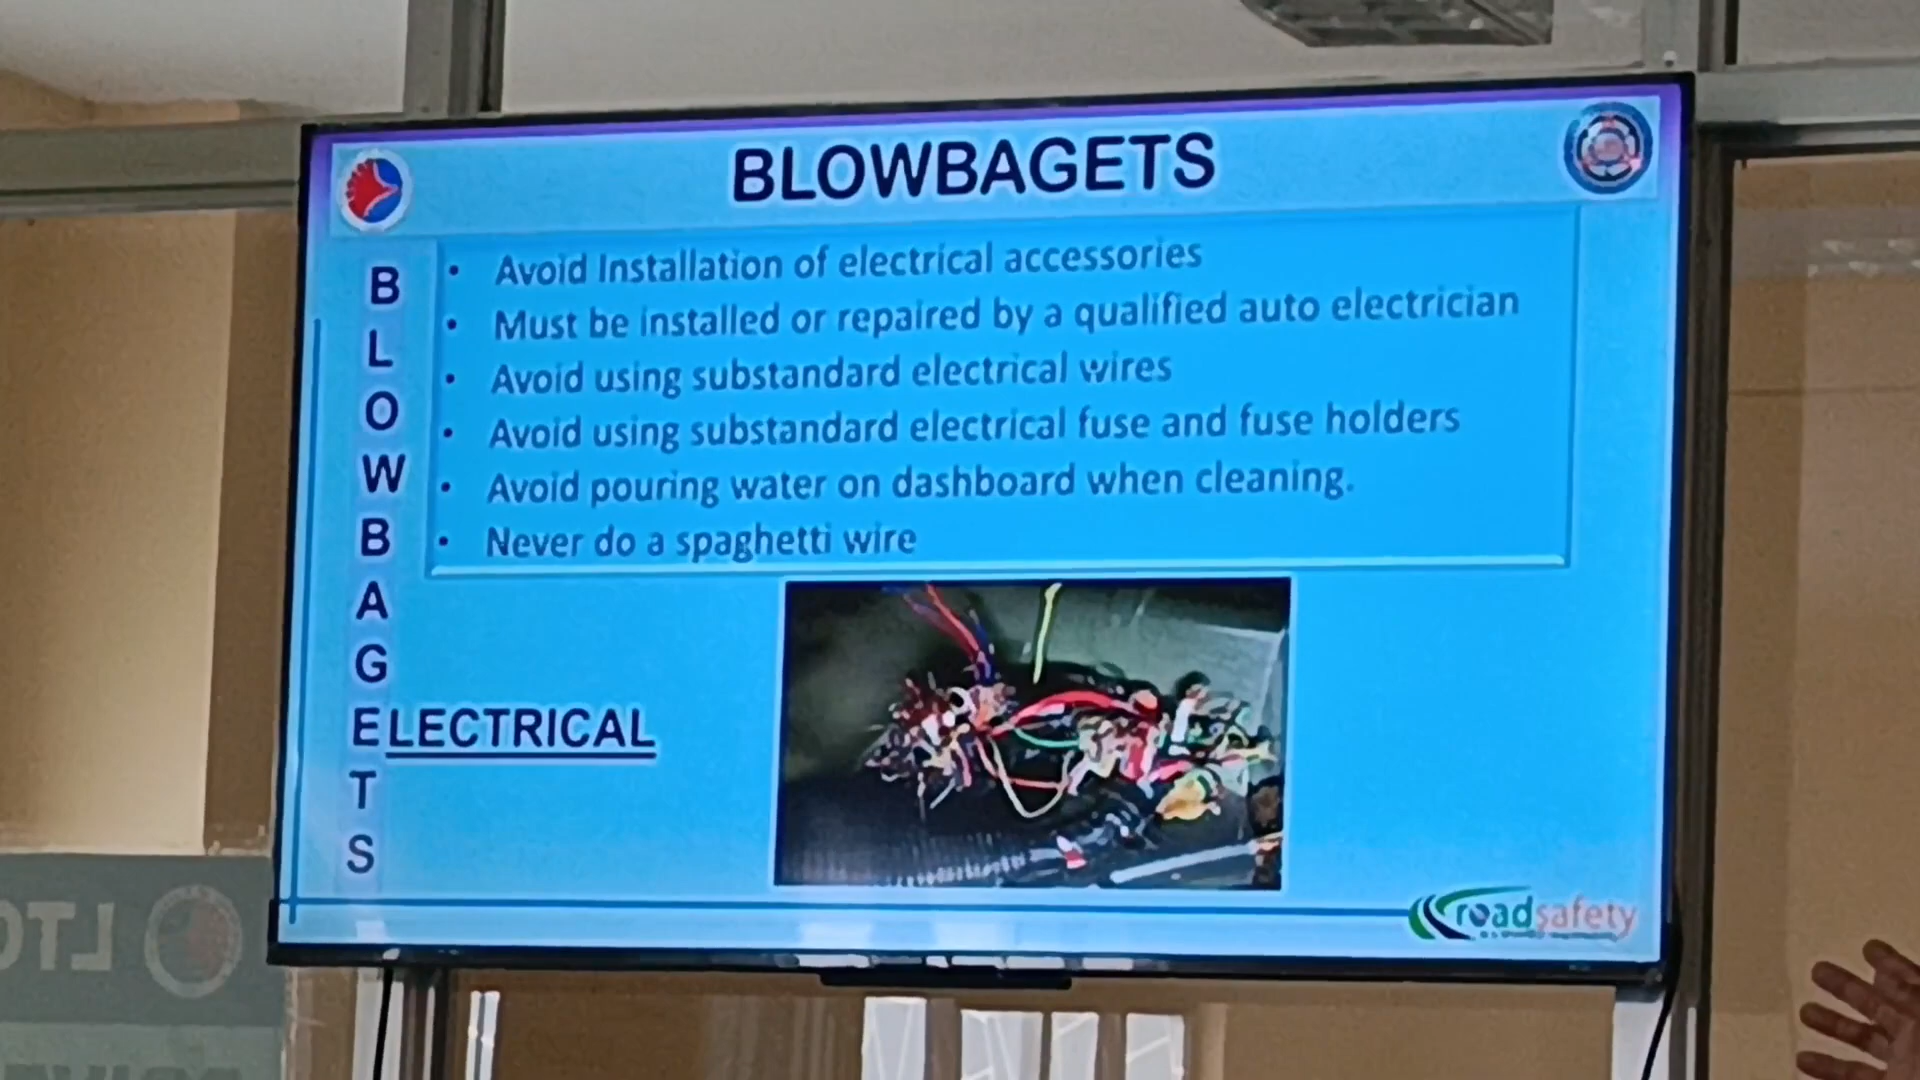 BLOWBAGETS
B
L
O
W
B
A
G
ELECTRICAL
T
S
• Avoid Installation of electrical accessories
• Must be installed or repaired by a qualified auto electrician
• Avoid using substandard electrical wires
• Avoid using substandard electrical fuse and fuse holders
• Avoid pouring water on dashboard when cleaning.
• Never do a spaghetti wire
roadsafety
LTO